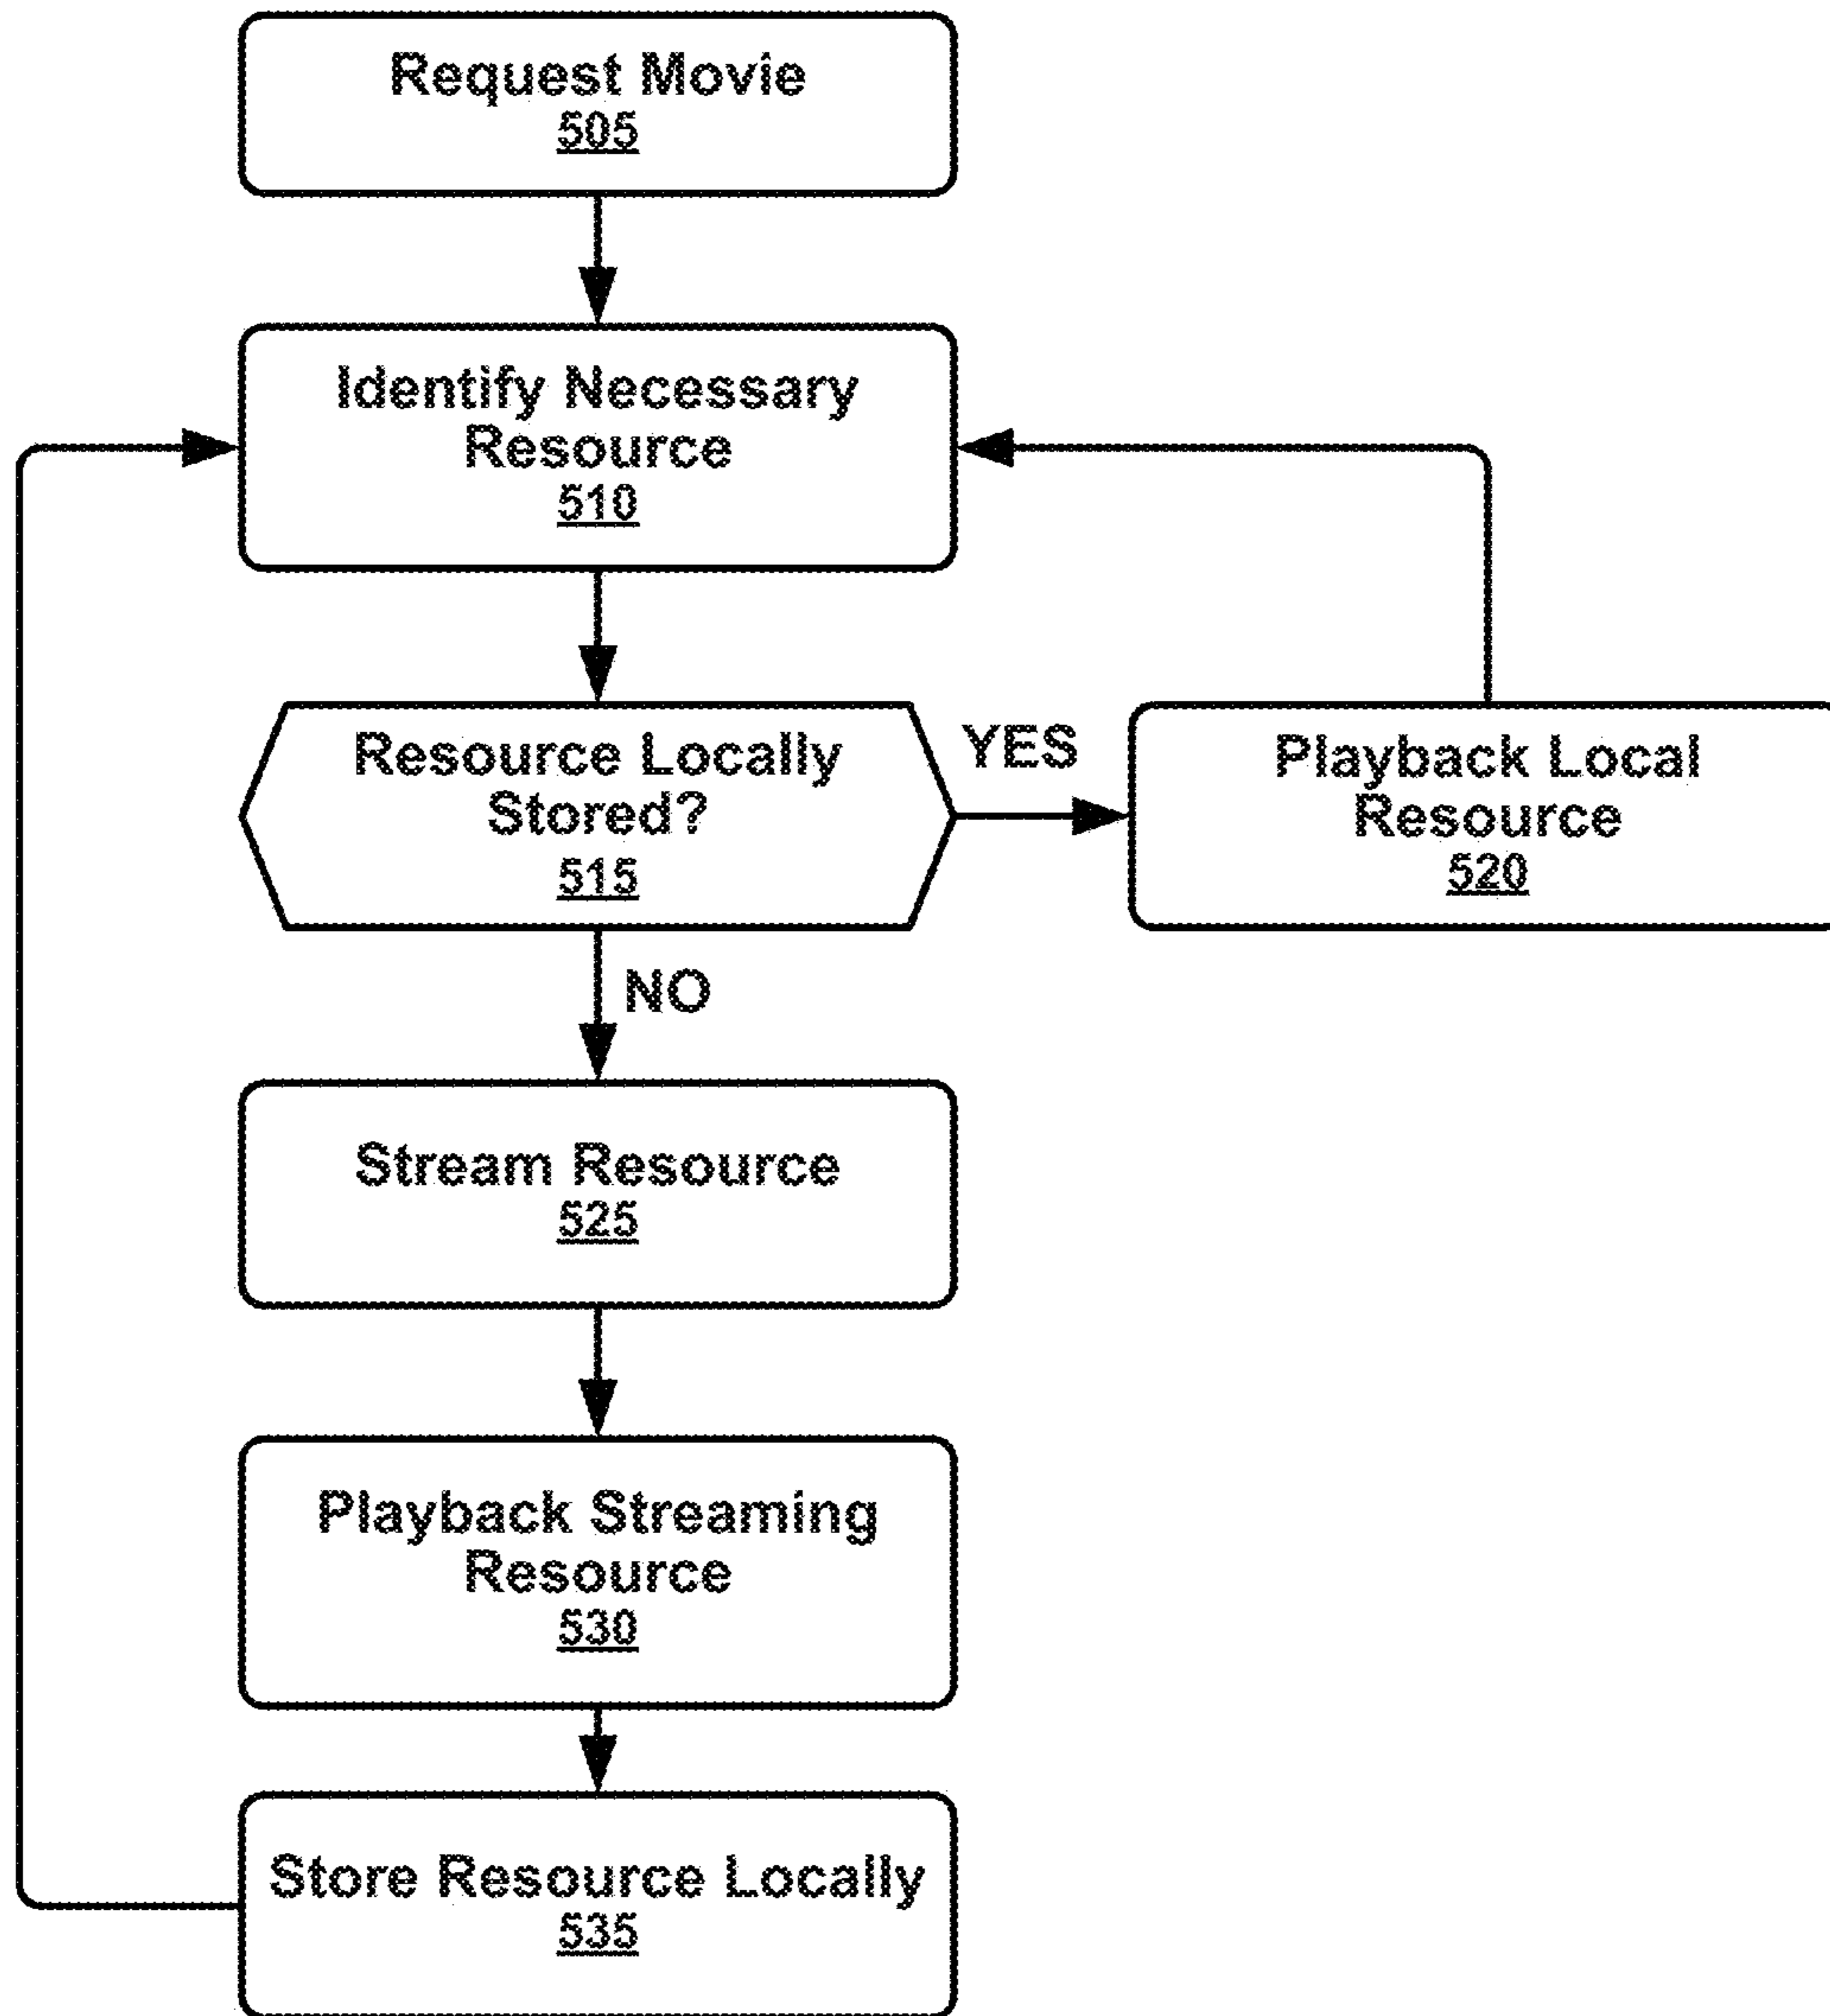 Request Movie
505
Identify Necessary
Resource
510
Resource Locally
Stored?
515
YES
Playback Local
Resource
520
NO
Stream Resource
525
Playback Streaming
Resource
530
Store Resource Locally
535